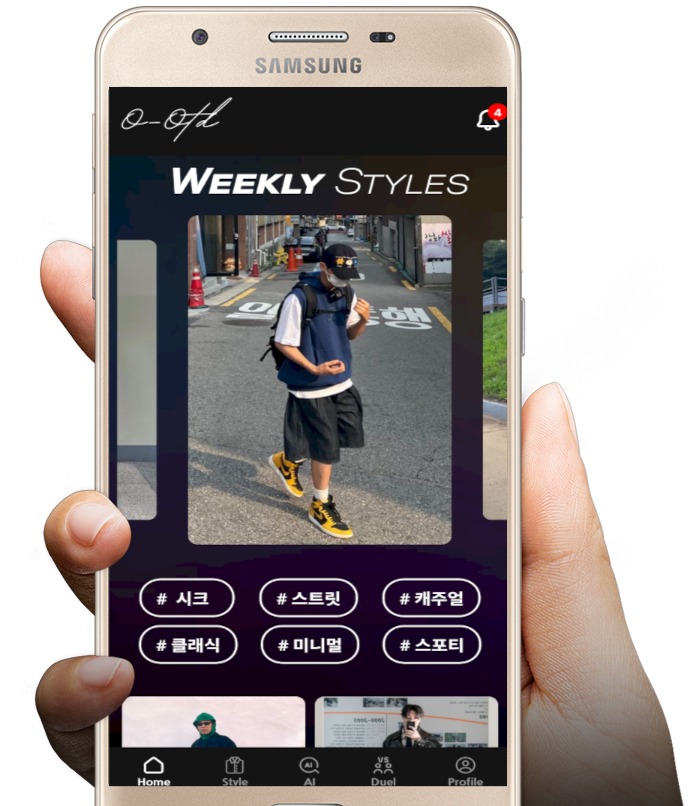 SAMSUNG
o-otd
4
WEEKLY STYLES
# 시크
# 스트릿
# 캐주얼
# 클래식
# 미니멀
# 스포티
AI
VS
Home
Style
AI
Duel
Profile